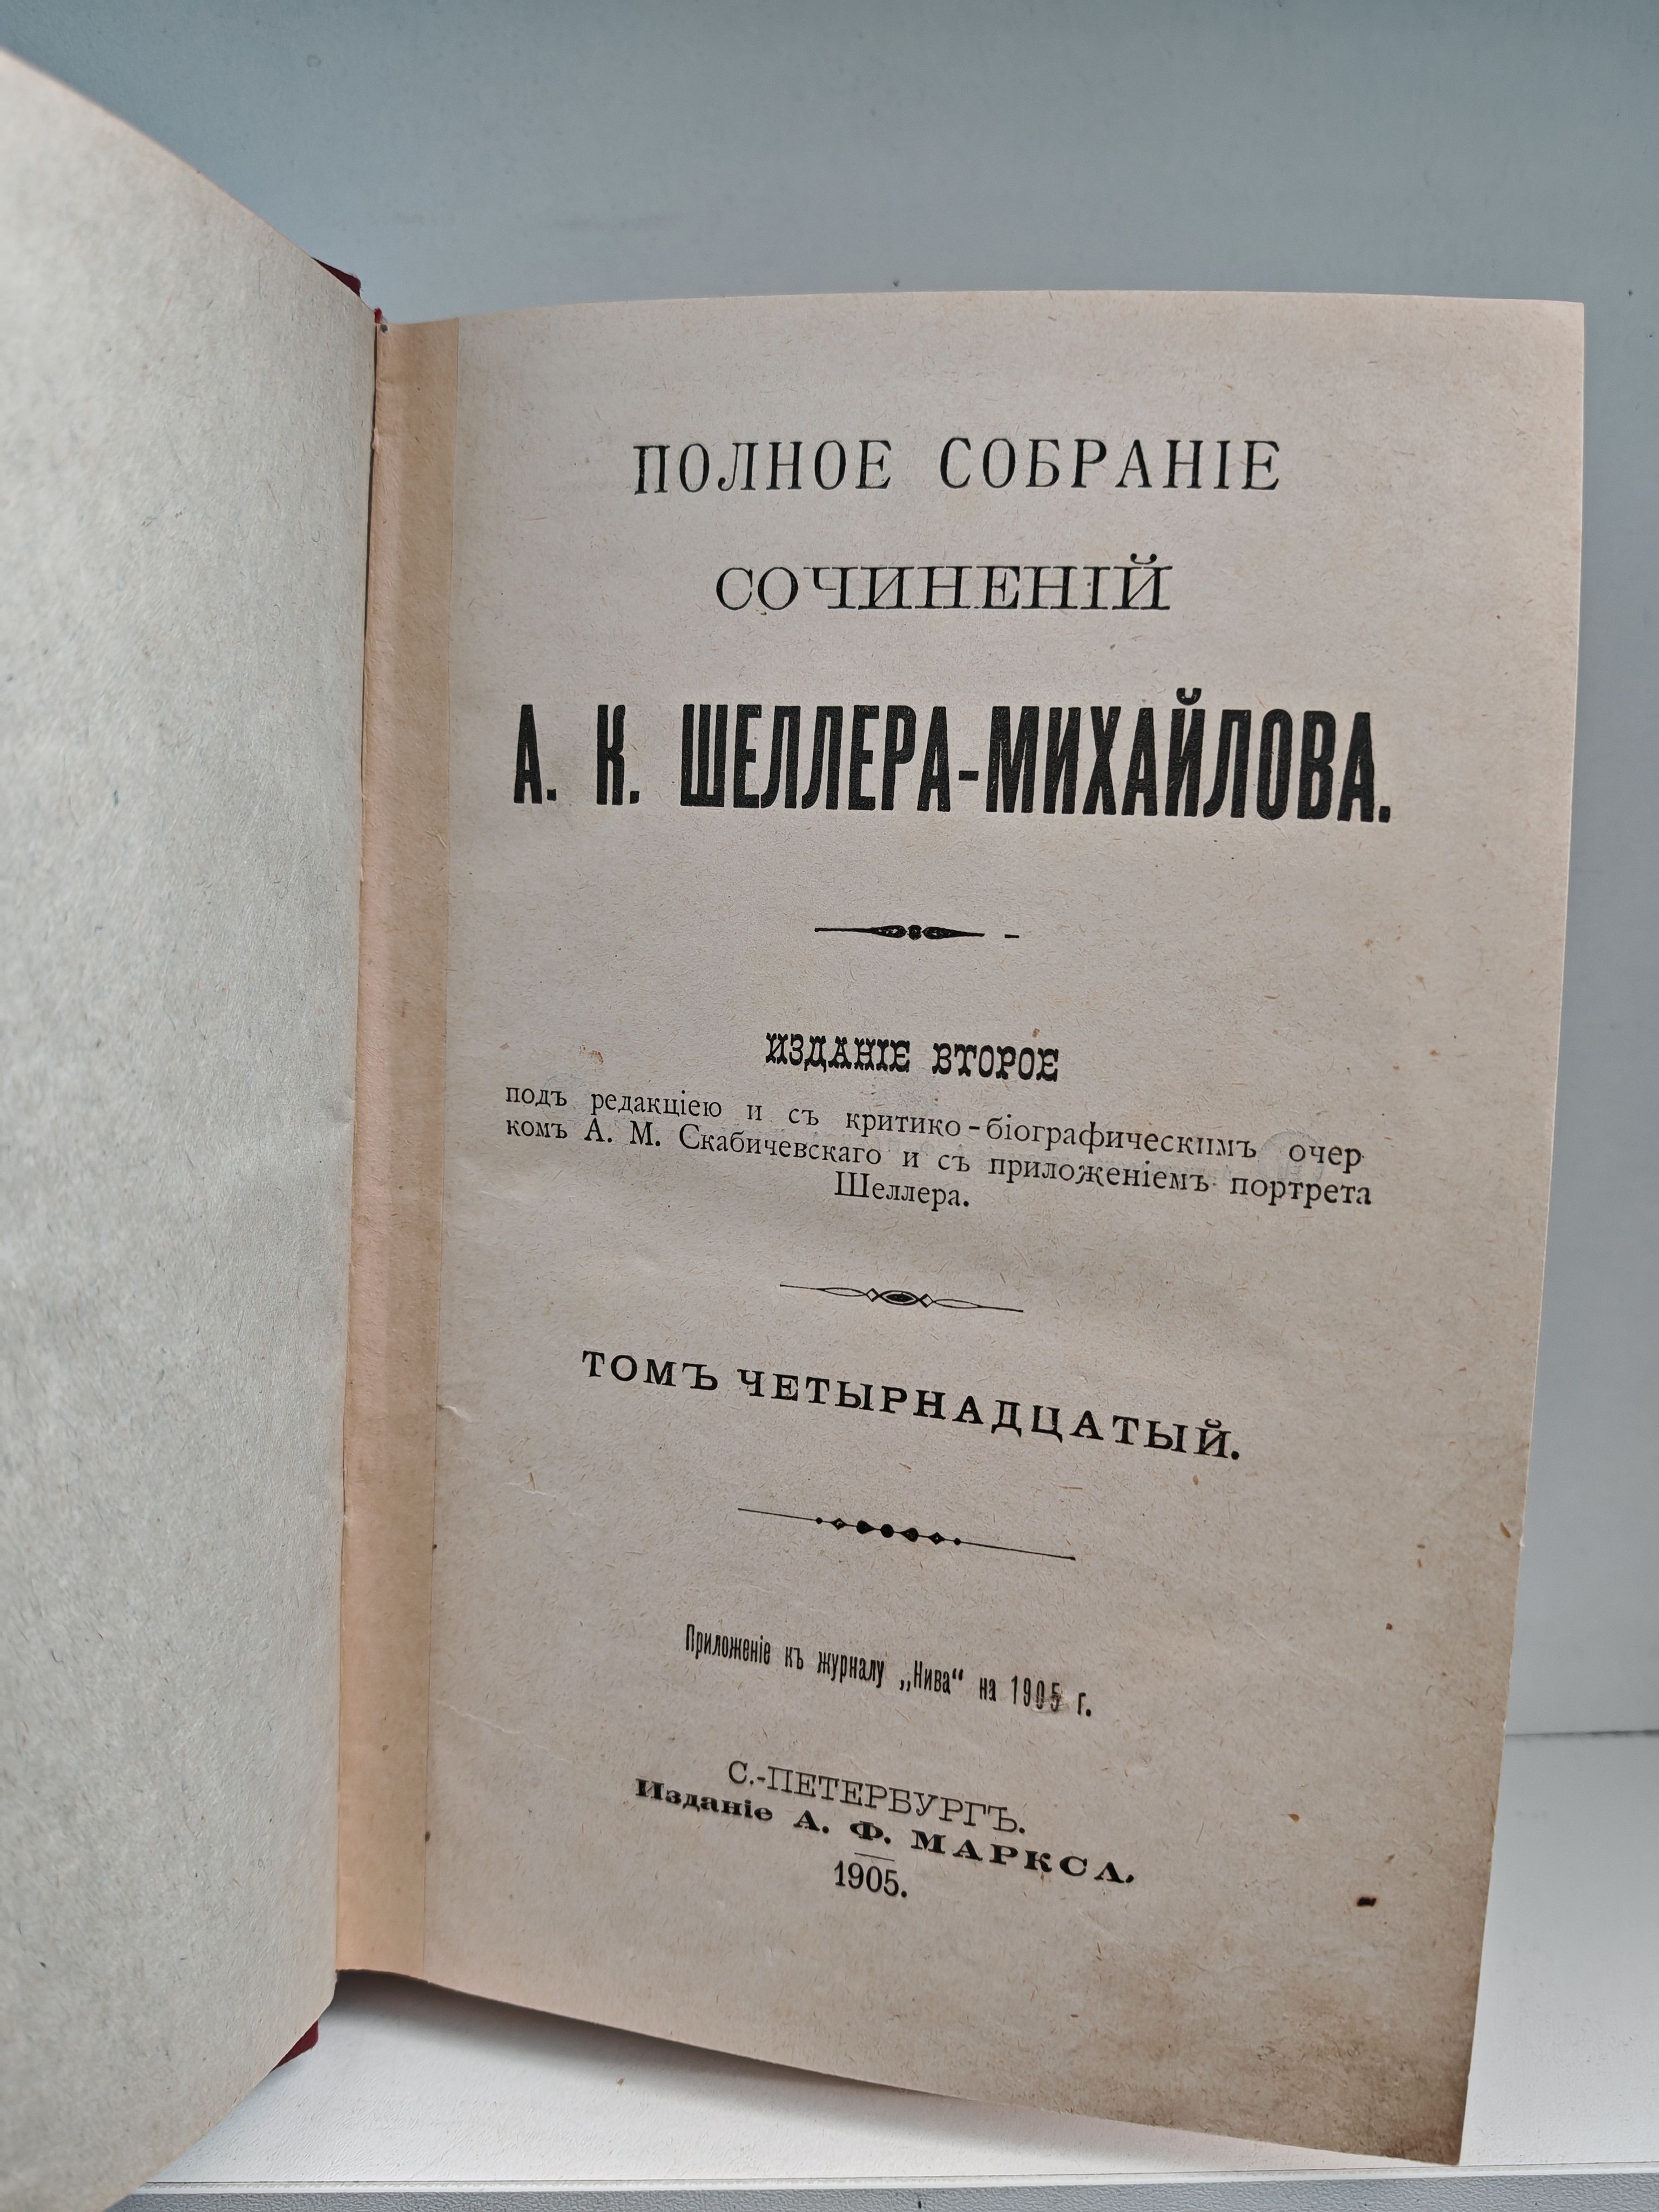 ПОЛНОЕ СОБРАНІЕ
СОЧИНЕНІЙ
А. К. ШЕЛЛЕРА-МИХАЙЛОВА.
ИЗДАНІЕ ВТОРОЕ
подъ редакціею и съ критико-біографическимъ очер
комъ А. М. Скабичевскаго и съ приложеніемъ портрета
Шеллера.
ТОМЪ ЧЕТЫРНАДЦАТЫЙ.
Приложеніе къ журналу „Нива“ на 1905 г.
С.-ПЕТЕРБУРГЪ.
Изданіе А. Ф. МАРКСА.
1905.